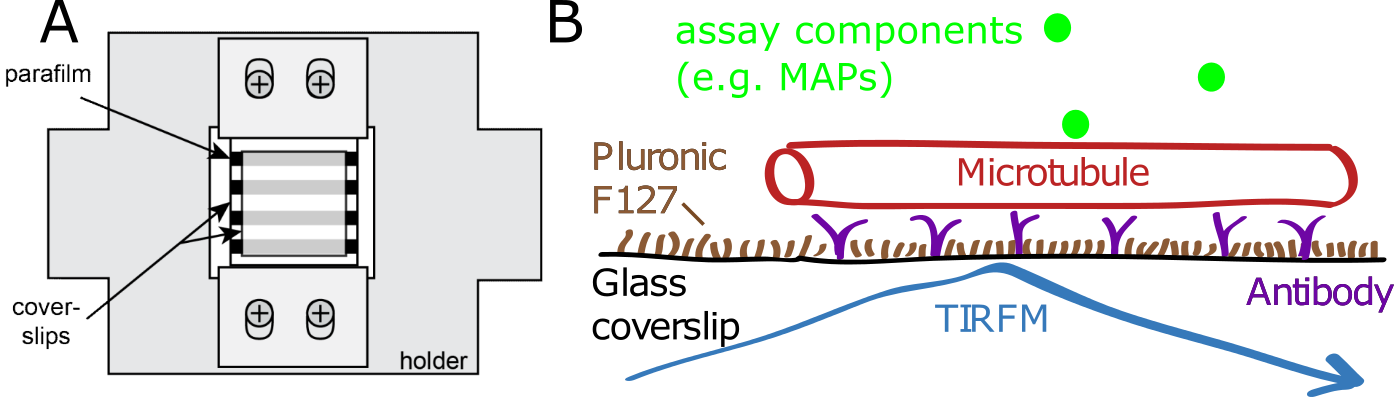 A
parafilm
cover-
slips
holder
B
assay components
(e.g. MAPs)
Pluronic
F127
Microtubule
Glass
coverslip
TIRFM
Antibody